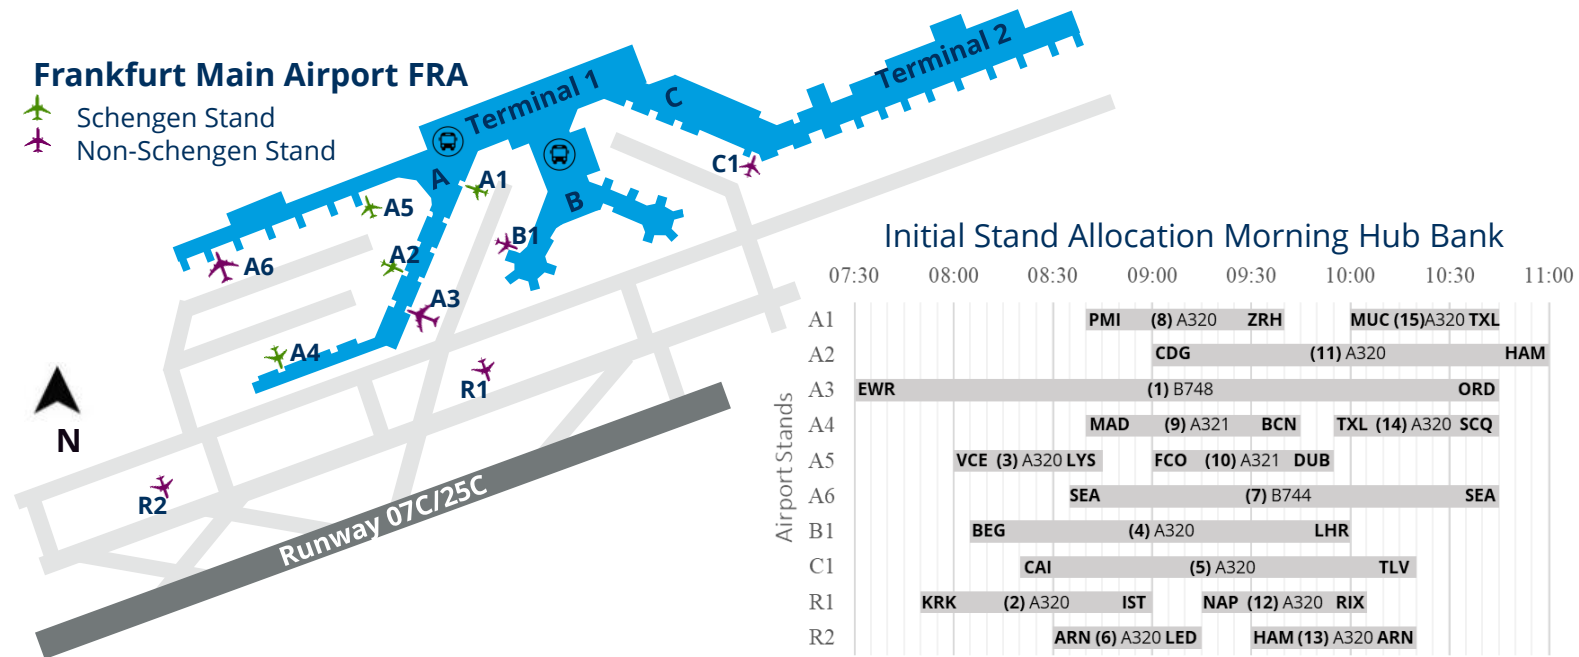 Frankfurt Main Airport FRA
Schengen Stand
Non-Schengen Stand
Terminal 1
Terminal 2
A
B
C
A1
A2
A3
A4
A5
A6
B1
C1
R1
R2
N
Runway 07C/25C
Initial Stand Allocation Morning Hub Bank
07:30 08:00 08:30 09:00 09:30 10:00 10:30 11:00
Airport Stands
A1 PMI (8) A320 ZRH MUC (15)A320 TXL
A2 CDG (11) A320 HAM
A3 EWR (1) B748 ORD
A4 MAD (9) A321 BCN TXL (14) A320 SCQ
A5 VCE (3) A320 LYS FCO (10) A321 DUB
A6 SEA (7) B744 SEA
B1 BEG (4) A320 LHR
C1 CAI (5) A320 TLV
R1 KRK (2) A320 IST NAP (12) A320 RIX
R2 ARN (6) A320 LED HAM (13) A320 ARN